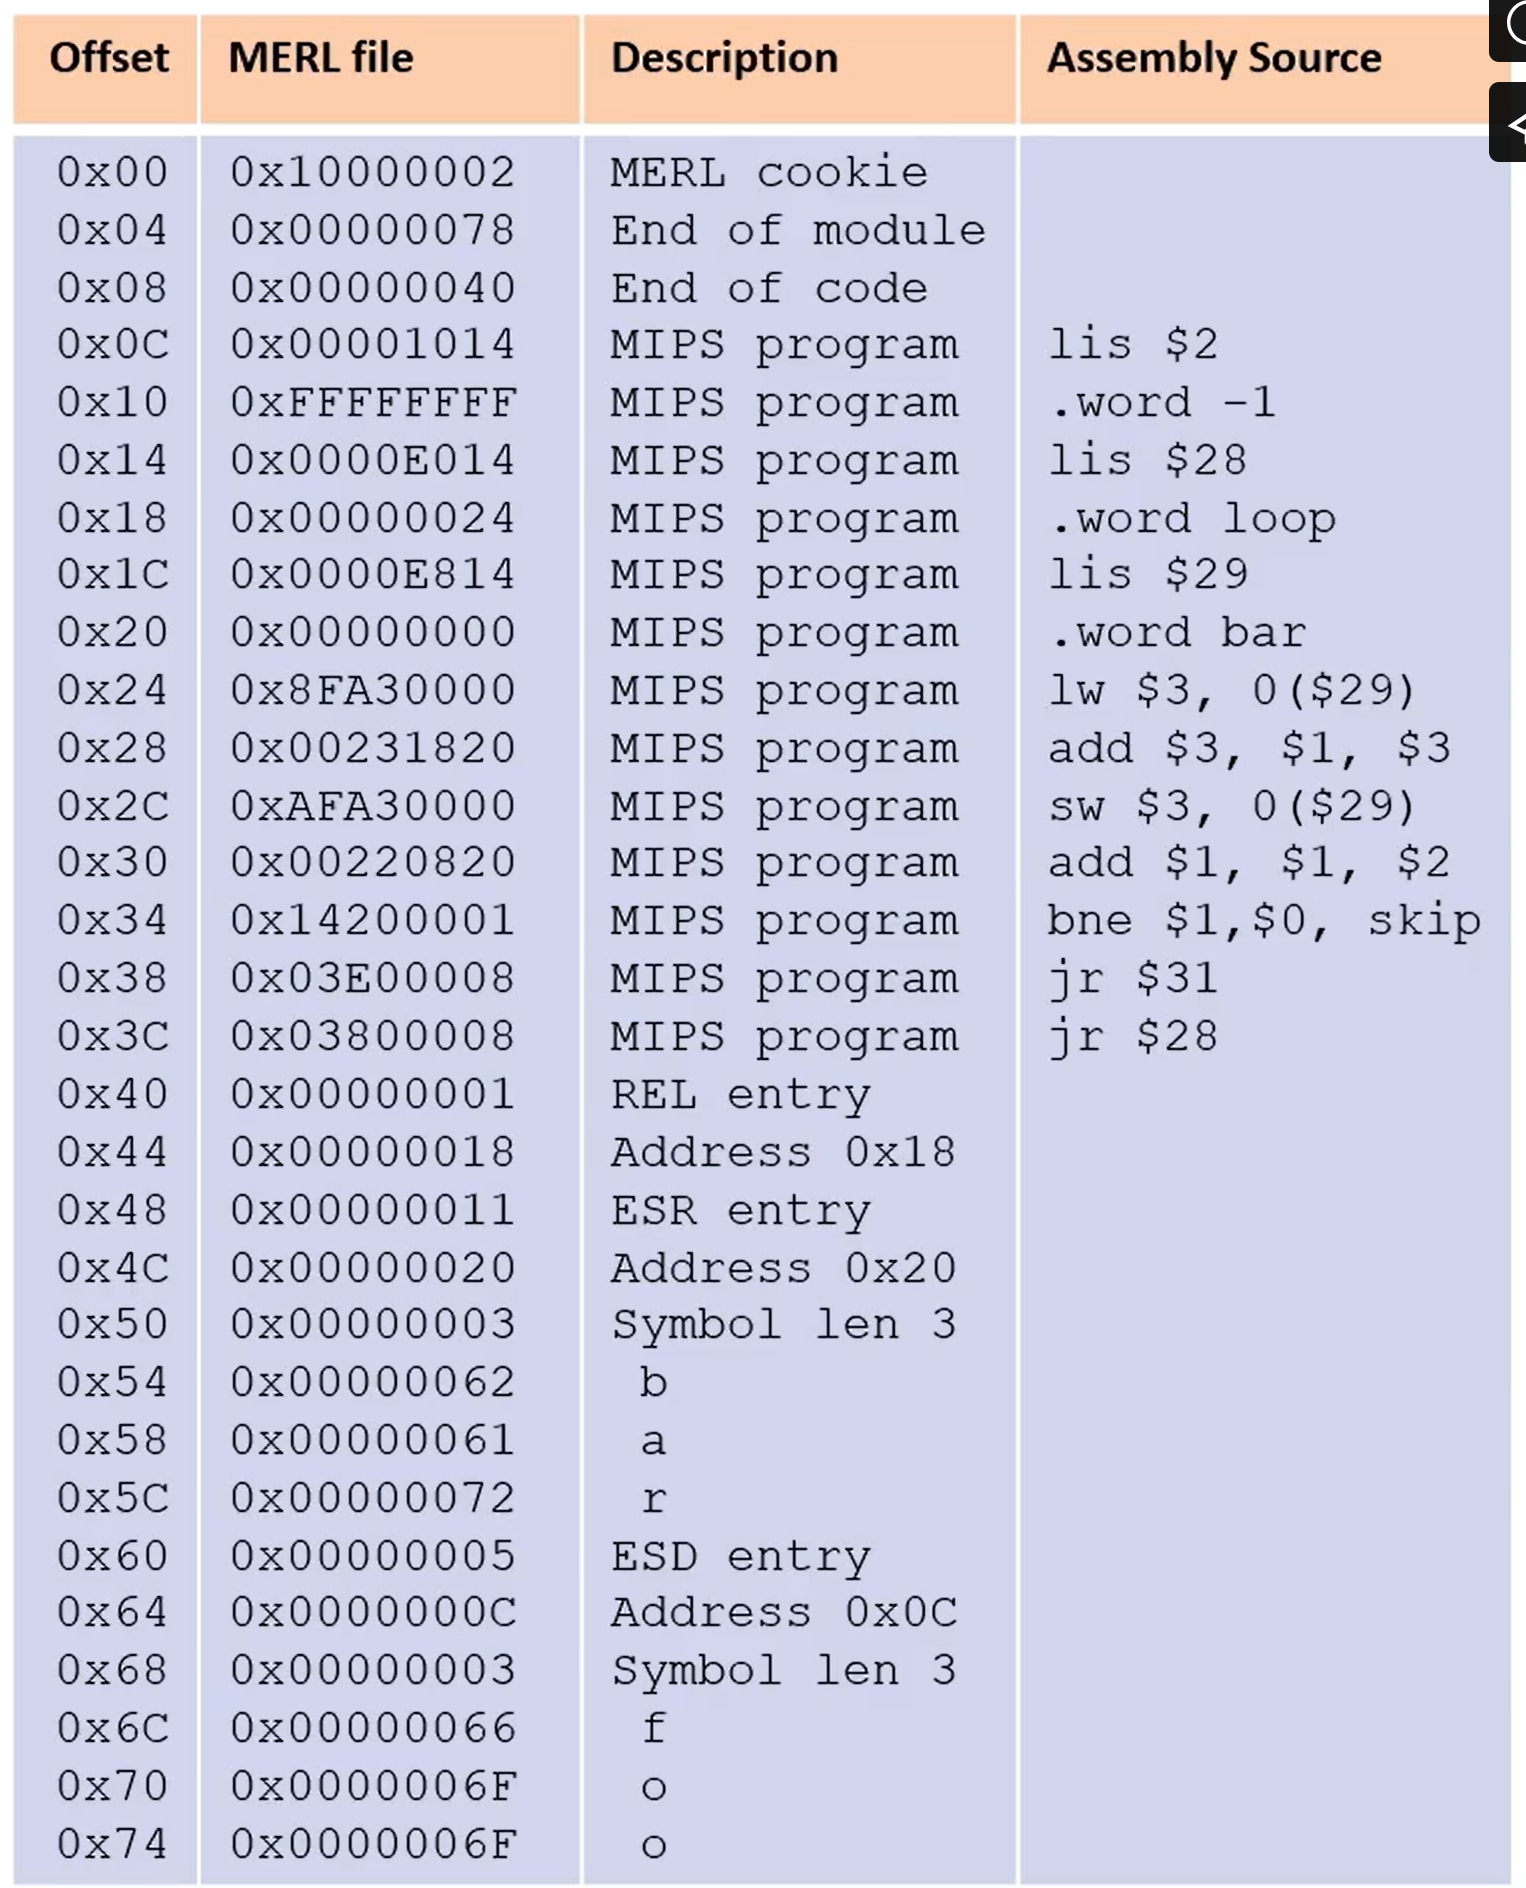 Offset MERL file Description Assembly Source
0x00 0x10000002 MERL cookie
0x04 0x00000078 End of module
0x08 0x00000040 End of code
0x0C 0x00001014 MIPS program lis $2
0x10 0xFFFFFFFF MIPS program .word -1
0x14 0x0000E014 MIPS program lis $28
0x18 0x00000024 MIPS program .word loop
0x1C 0x0000E814 MIPS program lis $29
0x20 0x00000000 MIPS program .word bar
0x24 0x8FA30000 MIPS program lw $3, 0($29)
0x28 0x00231820 MIPS program add $3, $1, $3
0x2C 0xAFA30000 MIPS program sw $3, 0($29)
0x30 0x00220820 MIPS program add $1, $1, $2
0x34 0x14200001 MIPS program bne $1,$0, skip
0x38 0x03E00008 MIPS program jr $31
0x3C 0x03800008 MIPS program jr $28
0x40 0x00000001 REL entry
0x44 0x00000018 Address 0x18
0x48 0x00000011 ESR entry
0x4C 0x00000020 Address 0x20
0x50 0x00000003 Symbol len 3
0x54 0x00000062 b
0x58 0x00000061 a
0x5C 0x00000072 r
0x60 0x00000005 ESD entry
0x64 0x0000000C Address 0x0C
0x68 0x00000003 Symbol len 3
0x6C 0x00000066 f
0x70 0x0000006F o
0x74 0x0000006F o